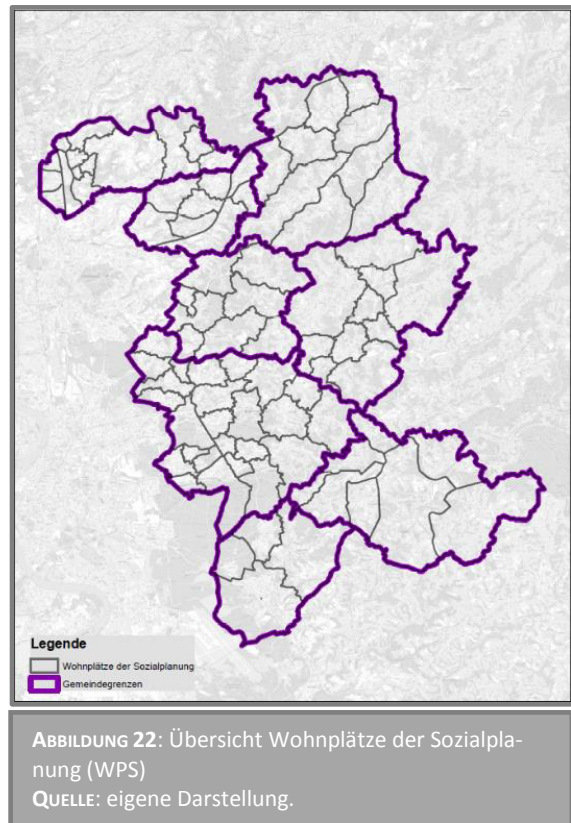 Legende
Wohnplätze der Sozialplanung
Gemeindegrenzen
ABBILDUNG 22: Übersicht Wohnplätze der Sozialpla-
nung (WPS)
QUELLE: eigene Darstellung.